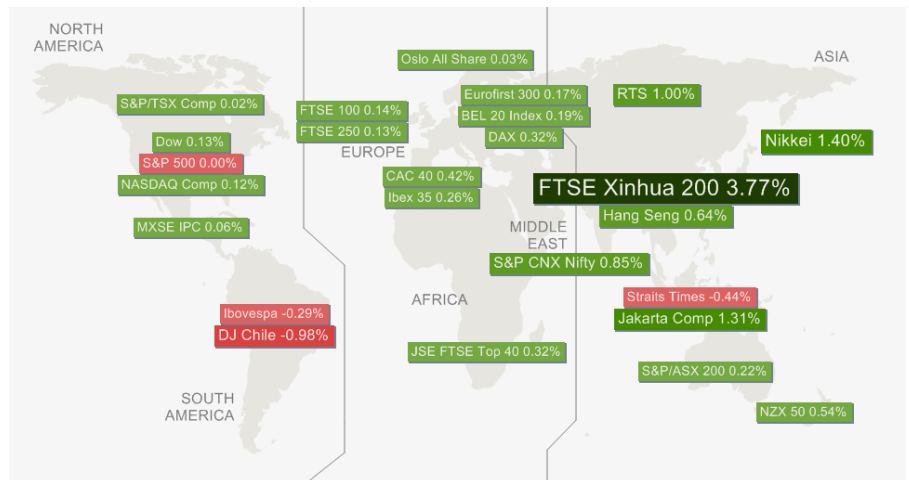 NORTH
AMERICA
S&P/TSX Comp 0.02%
Dow 0.13%
S&P 500 0.00%
NASDAQ Comp 0.12%
MXSE IPC 0.06%
Ibovespa -0.29%
DJ Chile -0.98%
SOUTH
AMERICA
Oslo All Share 0.03%
Eurofirst 300 0.17%
FTSE 100 0.14%
BEL 20 Index 0.19%
FTSE 250 0.13%
DAX 0.32%
EUROPE
CAC 40 0.42%
Ibex 35 0.26%
MIDDLE
EAST
S&P CNX Nifty 0.85%
AFRICA
JSE FTSE Top 40 0.32%
ASIA
RTS 1.00%
Nikkei 1.40%
FTSE Xinhua 200 3.77%
Hang Seng 0.64%
Straits Times -0.44%
Jakarta Comp 1.31%
S&P/ASX 200 0.22%
NZX 50 0.54%